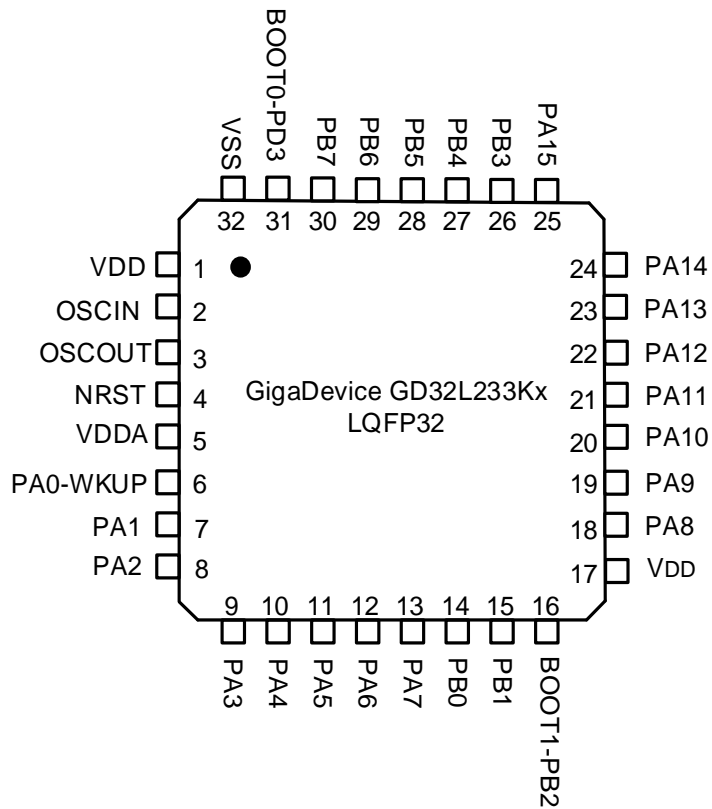 BOOT0-PD3
VSS
PB7
PB6
PB5
PB4
PB3
PA15
32
31
30
29
28
27
26
25
VDD 1
OSCIN 2
OSCOUT 3
NRST 4
VDDA 5
PA0-WKUP 6
PA1 7
PA2 8
GigaDevice GD32L233Kx
LQFP32
24 PA14
23 PA13
22 PA12
21 PA11
20 PA10
19 PA9
18 PA8
17 VDD
9
10
11
12
13
14
15
16
PA3
PA4
PA5
PA6
PA7
PB0
PB1
BOOT1-PB2